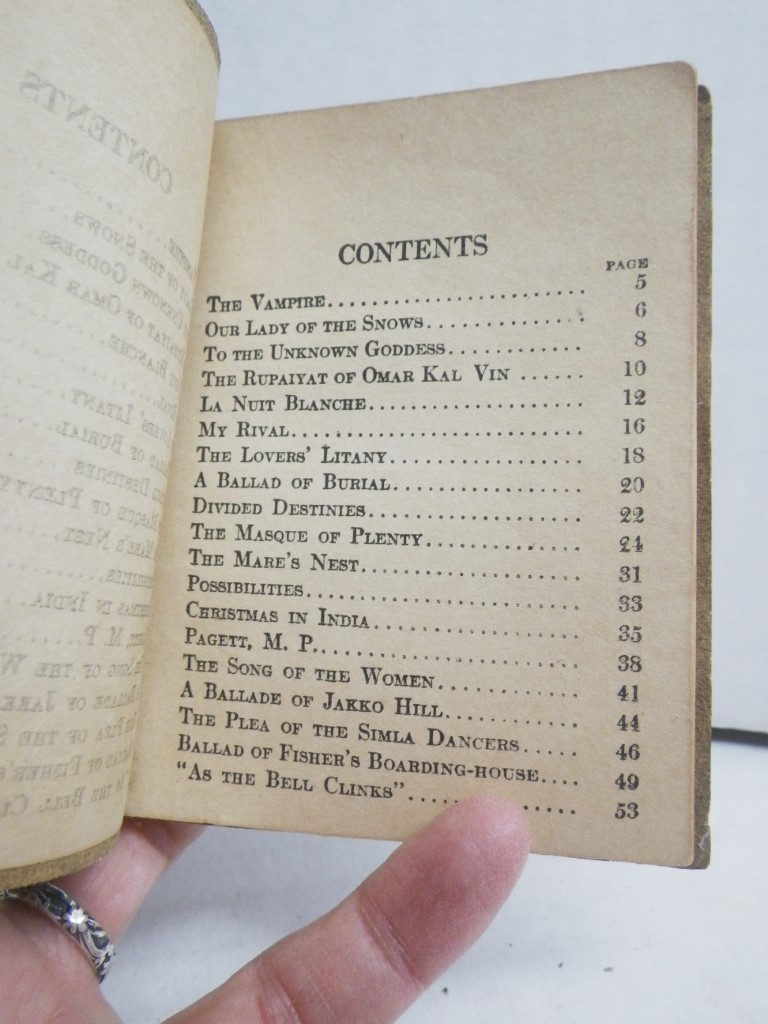 CONTENTS
PAGE
THE VAMPIRE........................ 5
OUR LADY OF THE SNOWS............... 6
TO THE UNKNOWN GODDESS............. 8
THE RUPAIYAT OF OMAR KAL VIN ...... 10
LA NUIT BLANCHE.................... 12
MY RIVAL........................... 16
THE LOVERS' LITANY................. 18
A BALLAD OF BURIAL................. 20
DIVIDED DESTINIES.................. 22
THE MASQUE OF PLENTY............... 24
THE MARE'S NEST.................... 31
POSSIBILITIES...................... 33
CHRISTMAS IN INDIA................. 35
PAGETT, M. P....................... 38
THE SONG OF THE WOMEN.............. 41
A BALLADE OF JAKKO HILL............ 44
THE PLEA OF THE SIMLA DANCERS..... 46
BALLAD OF FISHER'S BOARDING-HOUSE.... 49
"AS THE BELL CLINKS".............. 53